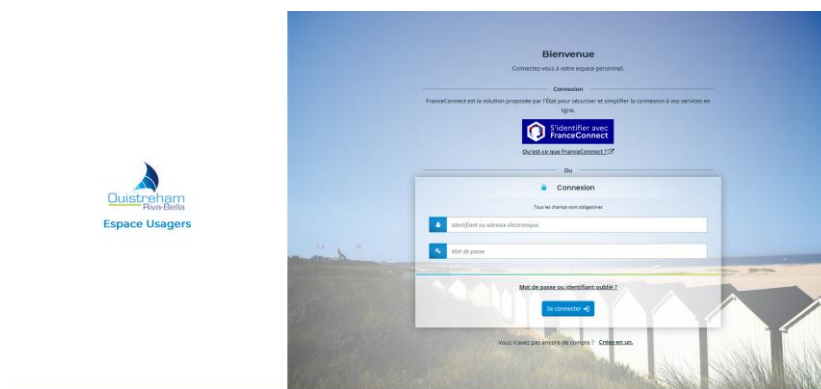 Ouistreham
Riva-Bella
Espace Usagers
Bienvenue
Connectez-vous à votre espace personnel.
Connexion
FranceConnect est la solution proposée par l'État pour sécuriser et simplifier la connexion à vos services en
ligne.
S'identifier avec
FranceConnect
Qu'est-ce que FranceConnect ?
Ou
Connexion
Tous les champs sont obligatoires
Identifiant ou adresse électronique
Mot de passe
Mot de passe ou identifiant oublié ?
Se connecter
Vous n'avez pas encore de compte ? Créez-en un.